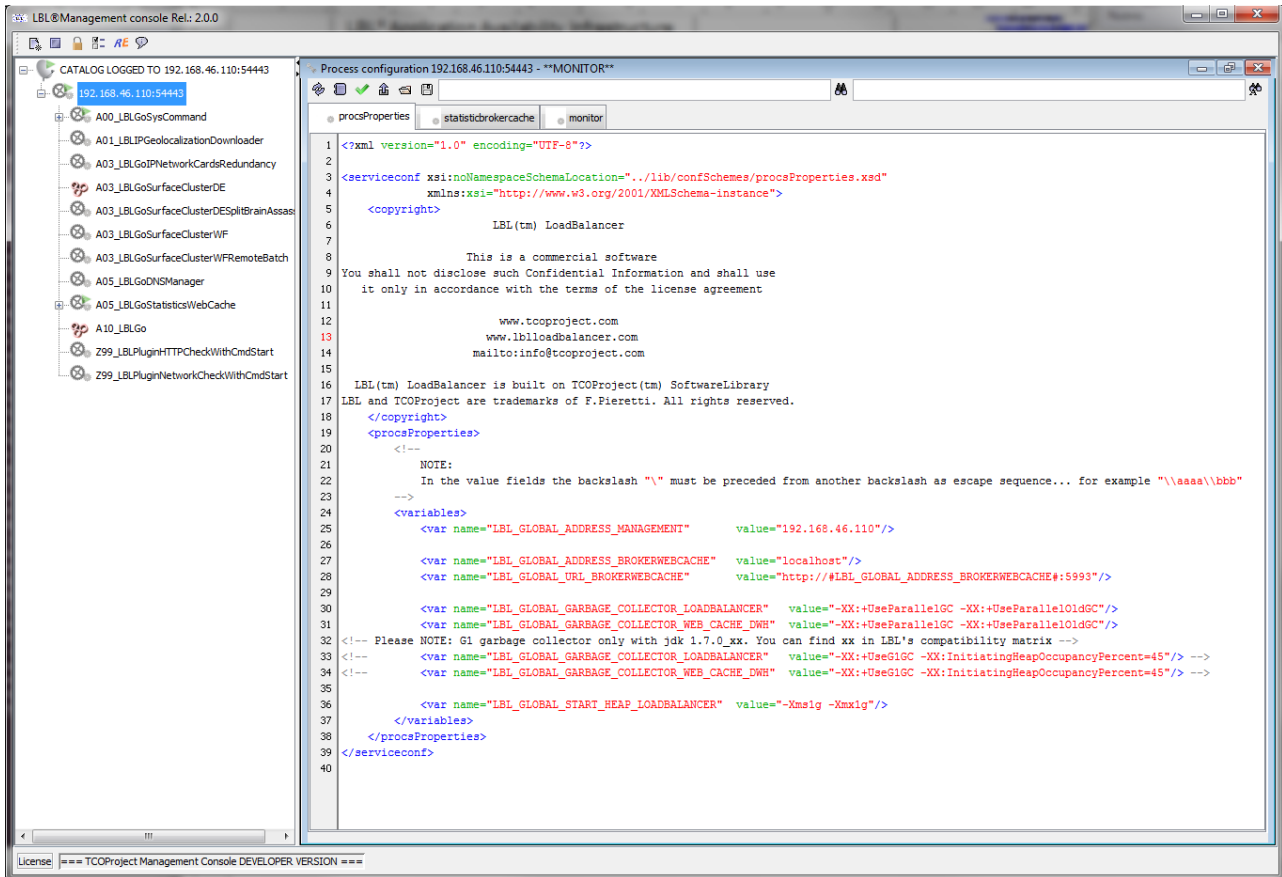 LBL®Management console Rel.: 2.0.0
RE
CATALOG LOGGED TO 192.168.46.110:54443
192.168.46.110:54443
A00_LBLGoSysCommand
A01_LBLIPGeolocalizationDownloader
A03_LBLGoIPNetworkCardsRedundancy
A03_LBLGoSurfaceClusterDE
A03_LBLGoSurfaceClusterDESplitBrainAssas
A03_LBLGoSurfaceClusterWF
A03_LBLGoSurfaceClusterWFRemoteBatch
A05_LBLGoDNSManager
A05_LBLGoStatisticsWebCache
A10_LBLGo
Z99_LBLPluginHTTPCheckWithCmdStart
Z99_LBLPluginNetworkCheckWithCmdStart
Process configuration 192.168.46.110:54443 - **MONITOR**
procsProperties statisticbrokercache monitor
1 <?xml version="1.0" encoding="UTF-8"?>
2
3 <serviceconf xsi:noNamespaceSchemaLocation="../lib/confSchemes/procsProperties.xsd"
4 xmlns:xsi="http://www.w3.org/2001/XMLSchema-instance">
5 <copyright>
6 LBL(tm) LoadBalancer
7
8 This is a commercial software
9 You shall not disclose such Confidential Information and shall use
10 it only in accordance with the terms of the license agreement
11
12 www.tcoproject.com
13 www.lblloadbalancer.com
14 mailto:info@tcoproject.com
15
16 LBL(tm) LoadBalancer is built on TCOProject(tm) SoftwareLibrary
17 LBL and TCOProject are trademarks of F.Pieretti. All rights reserved.
18 </copyright>
19 <procsProperties>
20 <!--
21 NOTE:
22 In the value fields the backslash "\" must be preceded from another backslash as escape sequence... for example "\\aaaa\\bbb"
23 -->
24 <variables>
25 <var name="LBL_GLOBAL_ADDRESS_MANAGEMENT" value="192.168.46.110"/>
26
27 <var name="LBL_GLOBAL_ADDRESS_BROKERWEBCACHE" value="localhost"/>
28 <var name="LBL_GLOBAL_URL_BROKERWEBCACHE" value="http://#LBL_GLOBAL_ADDRESS_BROKERWEBCACHE#:5993"/>
29
30 <var name="LBL_GLOBAL_GARBAGE_COLLECTOR_LOADBALANCER" value="-XX:+UseParallelGC -XX:+UseParallelOldGC"/>
31 <var name="LBL_GLOBAL_GARBAGE_COLLECTOR_WEB_CACHE_DWH" value="-XX:+UseParallelGC -XX:+UseParallelOldGC"/>
32 <!-- Please NOTE: G1 garbage collector only with jdk 1.7.0_xx. You can find xx in LBL's compatibility matrix -->
33 <!-- <var name="LBL_GLOBAL_GARBAGE_COLLECTOR_LOADBALANCER" value="-XX:+UseG1GC -XX:InitiatingHeapOccupancyPercent=45"/> -->
34 <!-- <var name="LBL_GLOBAL_GARBAGE_COLLECTOR_WEB_CACHE_DWH" value="-XX:+UseG1GC -XX:InitiatingHeapOccupancyPercent=45"/> -->
35
36 <var name="LBL_GLOBAL_START_HEAP_LOADBALANCER" value="-Xms1g -Xmx1g"/>
37 </variables>
38 </procsProperties>
39 </serviceconf>
40
License === TCOProject Management Console DEVELOPER VERSION ===